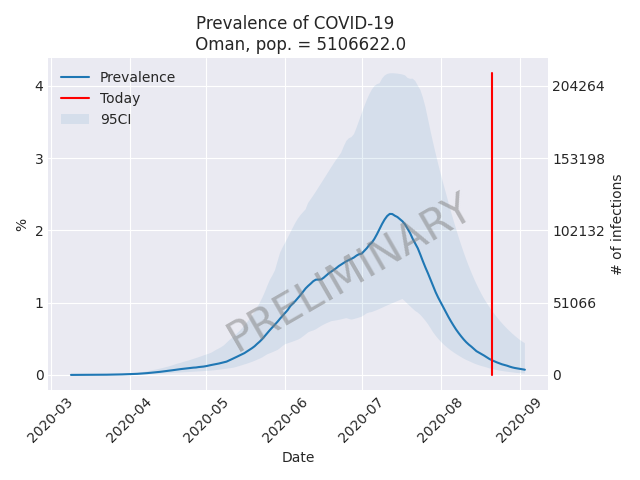 Prevalence of COVID-19
Oman, pop. = 5106622.0
Prevalence
Today
95CI
PRELIMINARY
%
4
3
2
1
0
204264
153198
102132
51066
0
# of infections
2020-03
2020-04
2020-05
2020-06
2020-07
2020-08
2020-09
Date